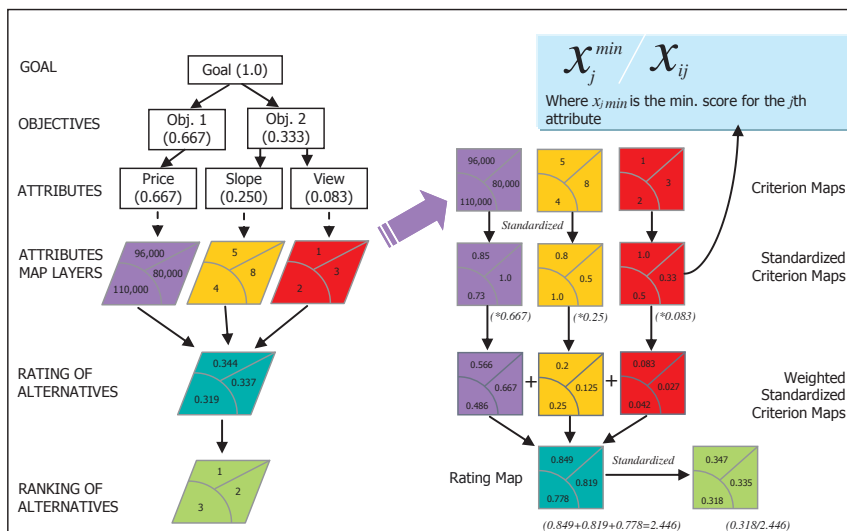 GOAL
Goal (1.0)
OBJECTIVES
Obj. 1
(0.667)
Obj. 2
(0.333)
ATTRIBUTES
Price
(0.667)
Slope
(0.250)
View
(0.083)
ATTRIBUTES
MAP LAYERS
96,000
80,000
110,000
5
8
4
1
3
2
RATING OF
ALTERNATIVES
0.344
0.337
0.319
RANKING OF
ALTERNATIVES
1
2
3
x_j^min / x_ij
Where x_j min is the min. score for the jth
attribute
96,000
80,000
110,000
5
8
4
1
3
2
Criterion Maps
Standardized
0.85
1.0
0.73
0.8
0.5
1.0
1.0
0.33
0.5
Standardized
Criterion Maps
(*0.667)
(*0.25)
(*0.083)
0.566
0.667
0.486
+
0.2
0.125
0.25
+
0.083
0.027
0.042
Weighted
Standardized
Criterion Maps
Rating Map
0.849
0.819
0.778
Standardized
0.347
0.335
0.318
(0.849+0.819+0.778=2.446)
(0.318/2.446)